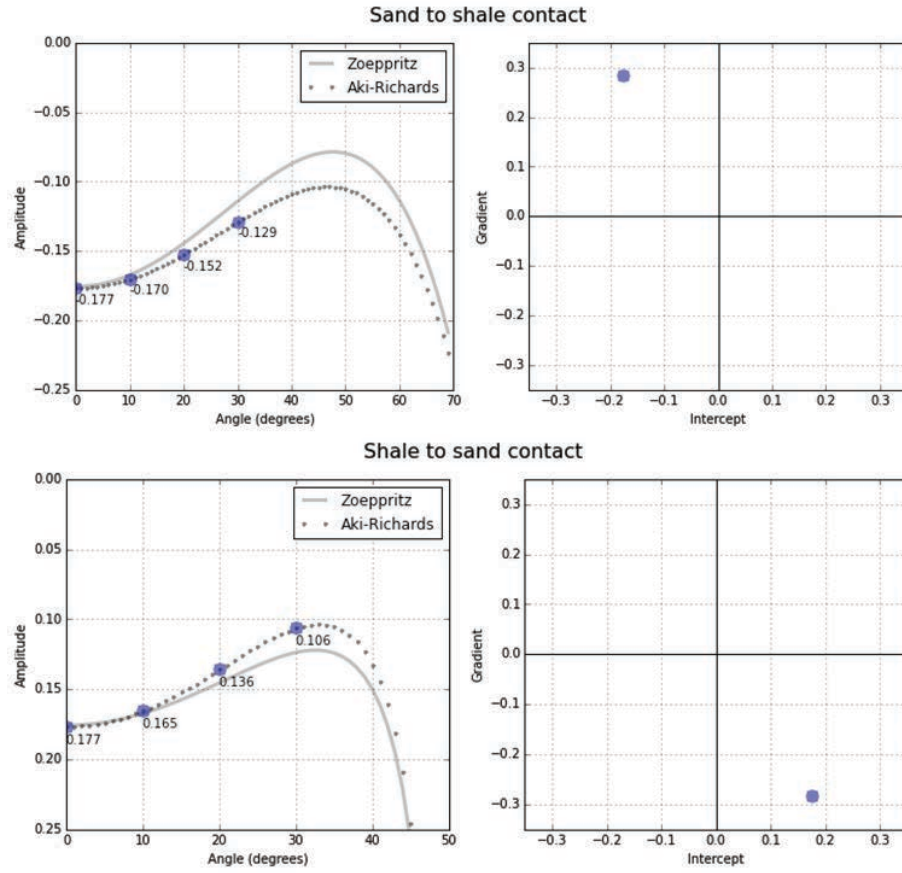 Sand to shale contact
0.00
−0.05
−0.10
−0.15
−0.20
−0.25
Amplitude
Zoeppritz
Aki-Richards
-0.177
-0.170
-0.152
-0.129
0 10 20 30 40 50 60 70
Angle (degrees)
0.3
0.2
0.1
0.0
−0.1
−0.2
−0.3
Gradient
−0.3 −0.2 −0.1 0.0 0.1 0.2 0.3
Intercept
Shale to sand contact
0.00
0.05
0.10
0.15
0.20
0.25
Amplitude
Zoeppritz
Aki-Richards
0.177
0.165
0.136
0.106
0 10 20 30 40 50
Angle (degrees)
0.3
0.2
0.1
0.0
−0.1
−0.2
−0.3
Gradient
−0.3 −0.2 −0.1 0.0 0.1 0.2 0.3
Intercept